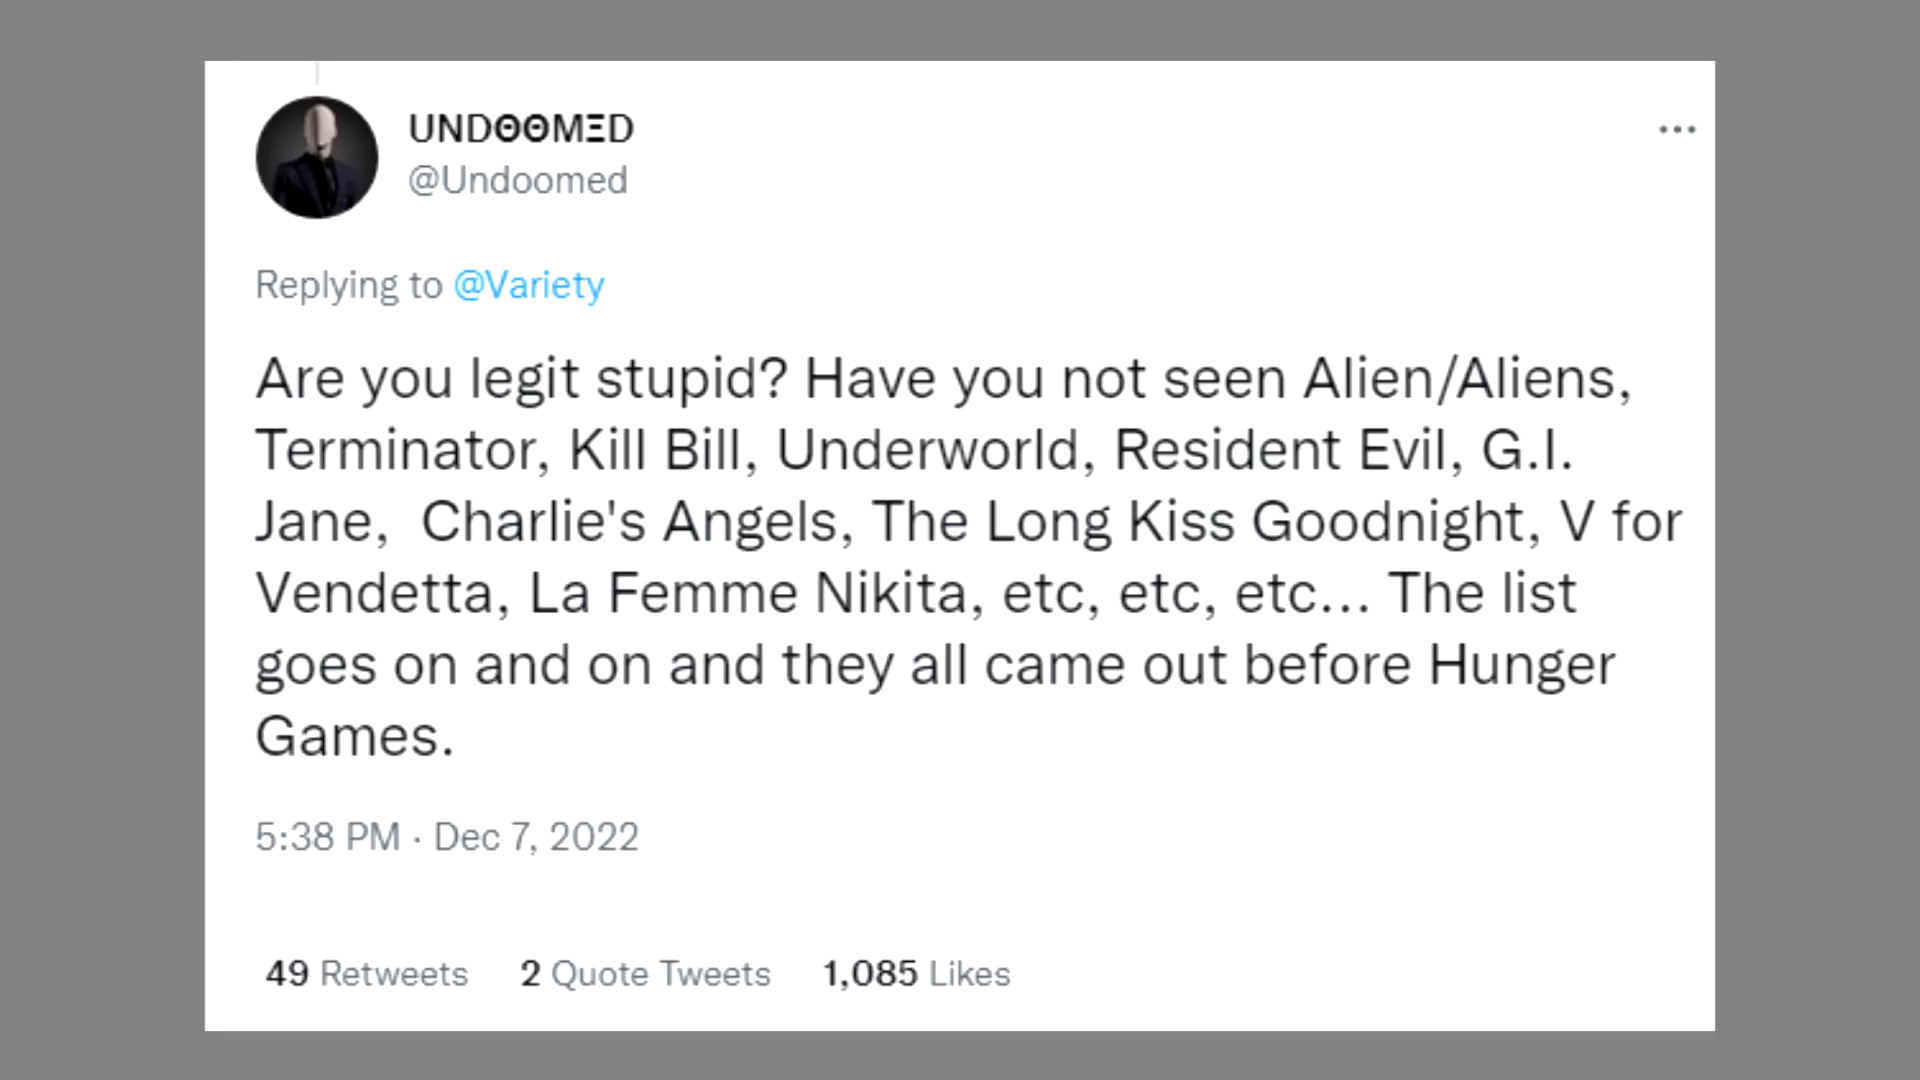 UNDΘΘMΞD
@Undoomed
Replying to @Variety
Are you legit stupid? Have you not seen Alien/Aliens,
Terminator, Kill Bill, Underworld, Resident Evil, G.I.
Jane,  Charlie's Angels, The Long Kiss Goodnight, V for
Vendetta, La Femme Nikita, etc, etc, etc... The list
goes on and on and they all came out before Hunger
Games.
5:38 PM · Dec 7, 2022
49 Retweets 2 Quote Tweets 1,085 Likes